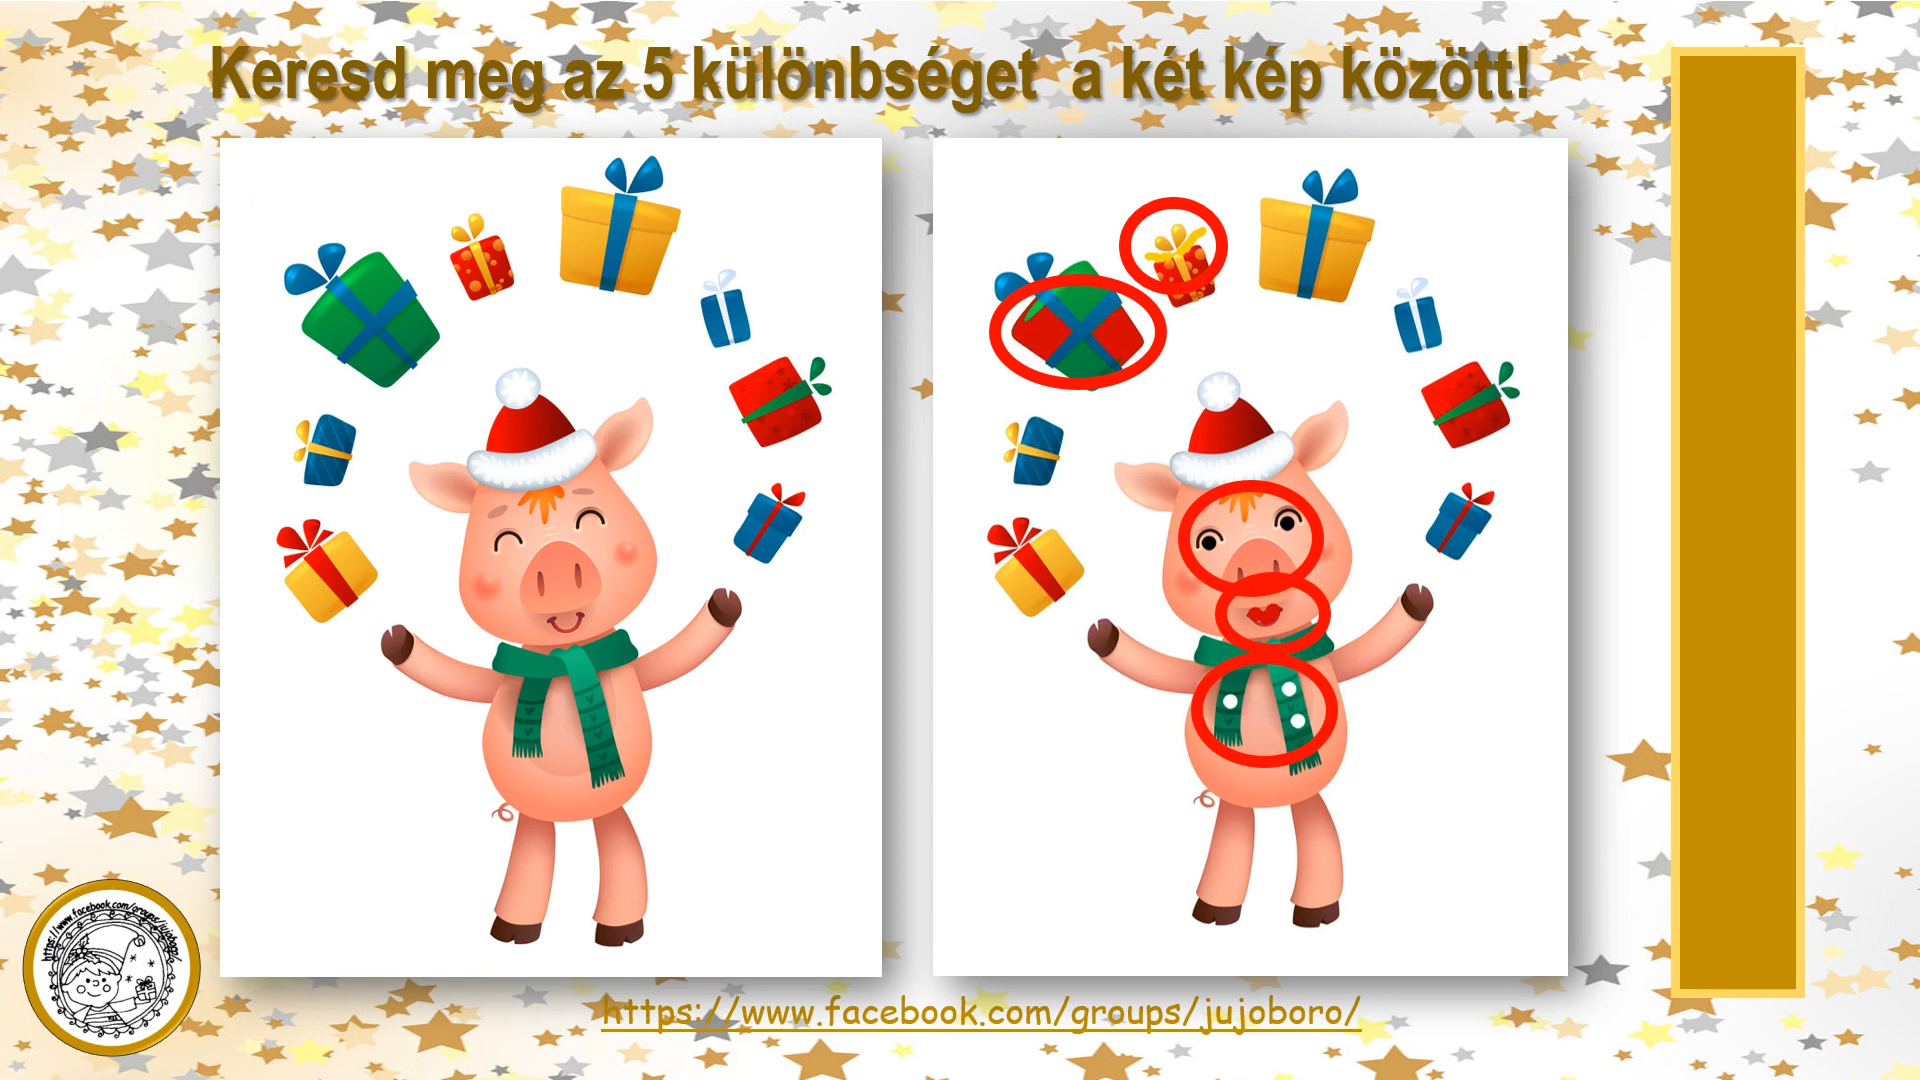 Keresd meg az 5 különbséget a két kép között!
https://www.facebook.com/groups/jujoboro/